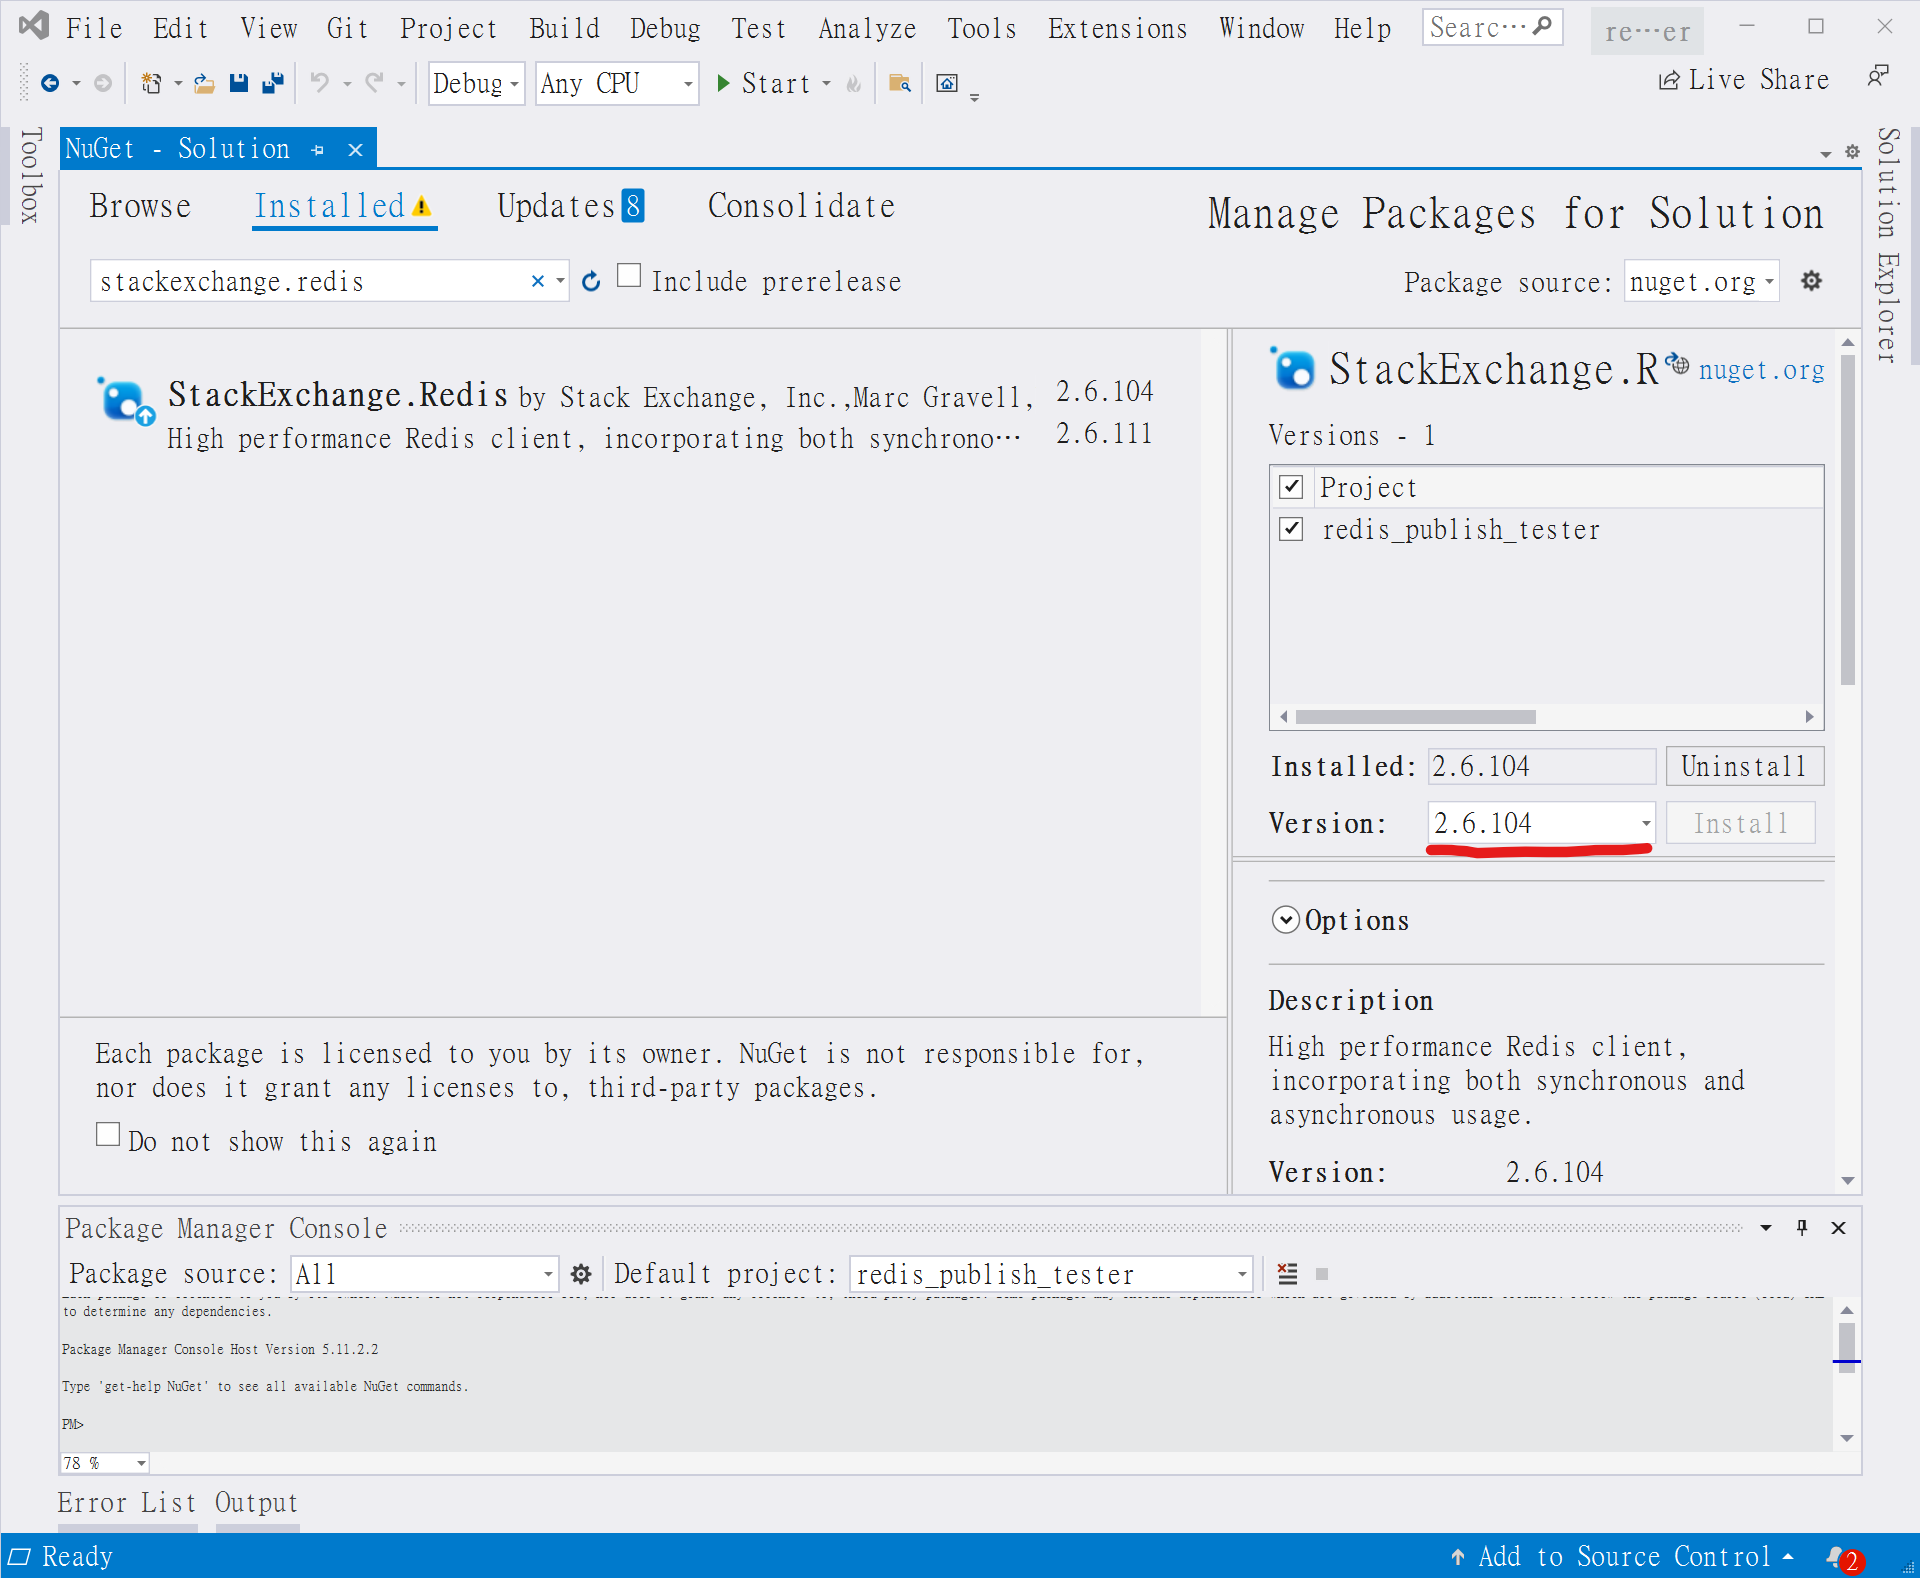 File Edit View Git Project Build Debug Test Analyze Tools Extensions Window Help Searc… re…er
Debug Any CPU Start Live Share
Toolbox
NuGet - Solution
Solution Explorer
Browse Installed Updates 8 Consolidate
Manage Packages for Solution
stackexchange.redis Include prerelease
Package source: nuget.org
StackExchange.Redis by Stack Exchange, Inc.,Marc Gravell, 2.6.104
High performance Redis client, incorporating both synchrono… 2.6.111
StackExchange.R nuget.org
Versions - 1
Project
redis_publish_tester
Installed: 2.6.104 Uninstall
Version: 2.6.104 Install
Options
Description
High performance Redis client,
incorporating both synchronous and
asynchronous usage.
Version: 2.6.104
Each package is licensed to you by its owner. NuGet is not responsible for,
nor does it grant any licenses to, third-party packages.
Do not show this again
Package Manager Console
Package source: All Default project: redis_publish_tester
to determine any dependencies.
Package Manager Console Host Version 5.11.2.2
Type 'get-help NuGet' to see all available NuGet commands.
PM>
78 %
Error List Output
Ready Add to Source Control 2